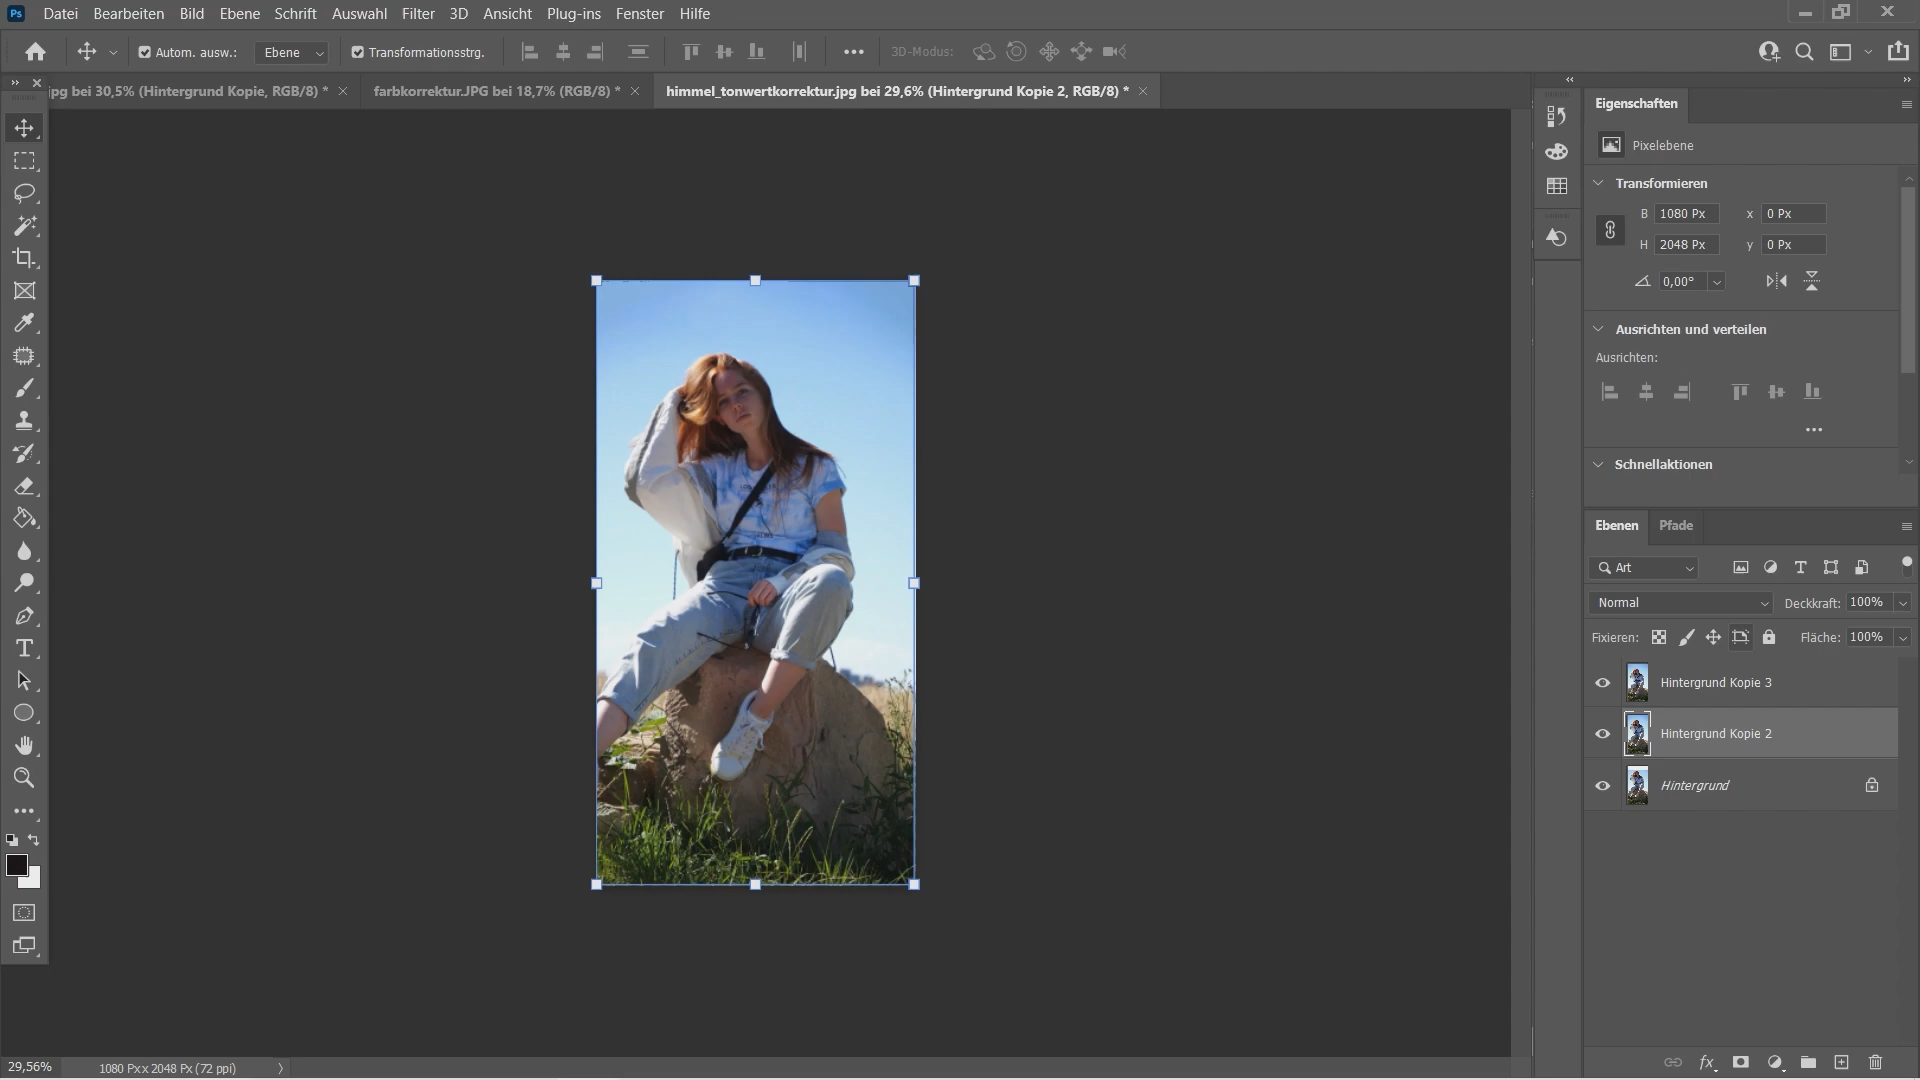 Ps Datei Bearbeiten Bild Ebene Schrift Auswahl Filter 3D Ansicht Plug-ins Fenster Hilfe
Autom. ausw.: Ebene Transformationsstrg. 3D-Modus:
jpg bei 30,5% (Hintergrund Kopie, RGB/8) * farbkorrektur.JPG bei 18,7% (RGB/8) * himmel_tonwertkorrektur.jpg bei 29,6% (Hintergrund Kopie 2, RGB/8) *
Eigenschaften
Pixelebene
Transformieren
B 1080 Px x 0 Px
H 2048 Px y 0 Px
0,00°
Ausrichten und verteilen
Ausrichten:
Schnellaktionen
Ebenen Pfade
Art
Normal Deckkraft: 100%
Fixieren: Fläche: 100%
Hintergrund Kopie 3
Hintergrund Kopie 2
Hintergrund
fx
29,56% 1080 Px x 2048 Px (72 ppi)